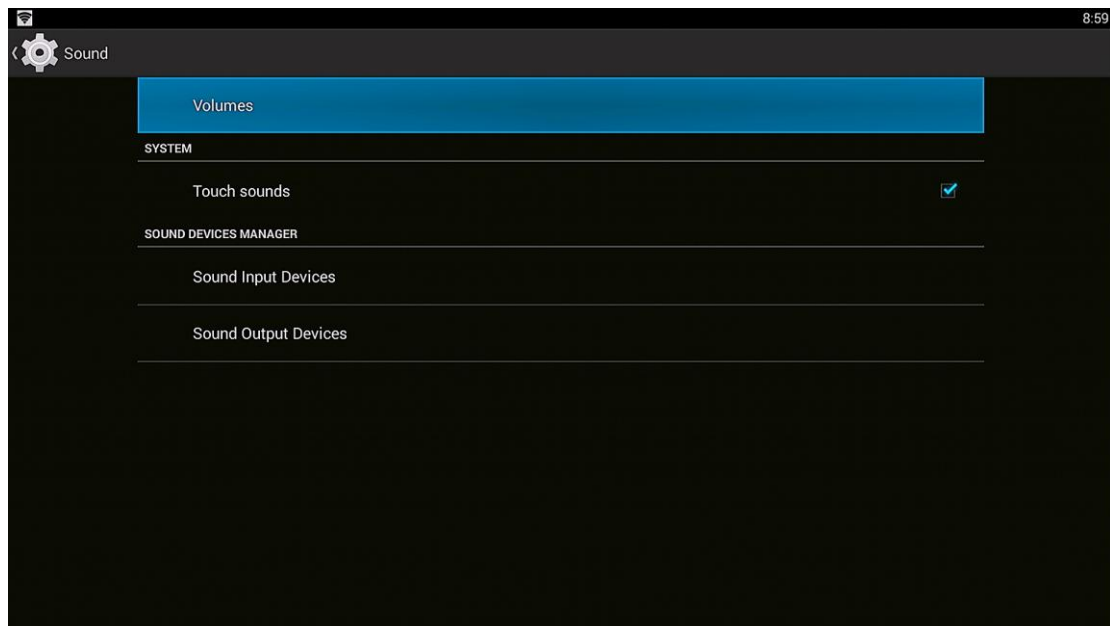 8:59
Sound
Volumes
SYSTEM
Touch sounds
SOUND DEVICES MANAGER
Sound Input Devices
Sound Output Devices